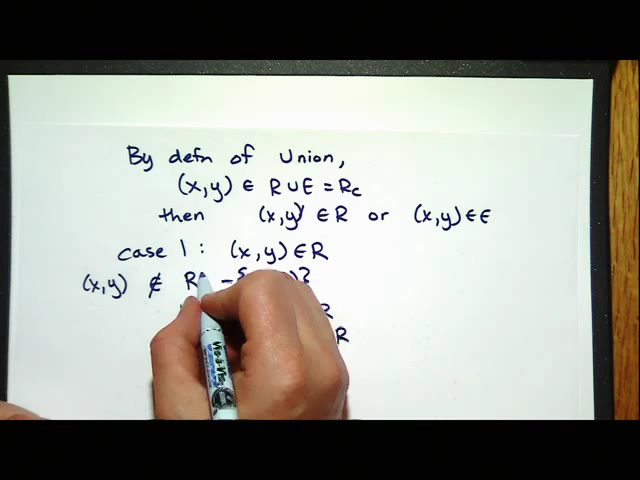 By defn of Union,
(x,y) ∈ R ∪ E = Rc
then (x,y) ∈ R or (x,y) ∈ E
case 1: (x,y) ∈ R
(x,y) ∉ R - { )}
R
R